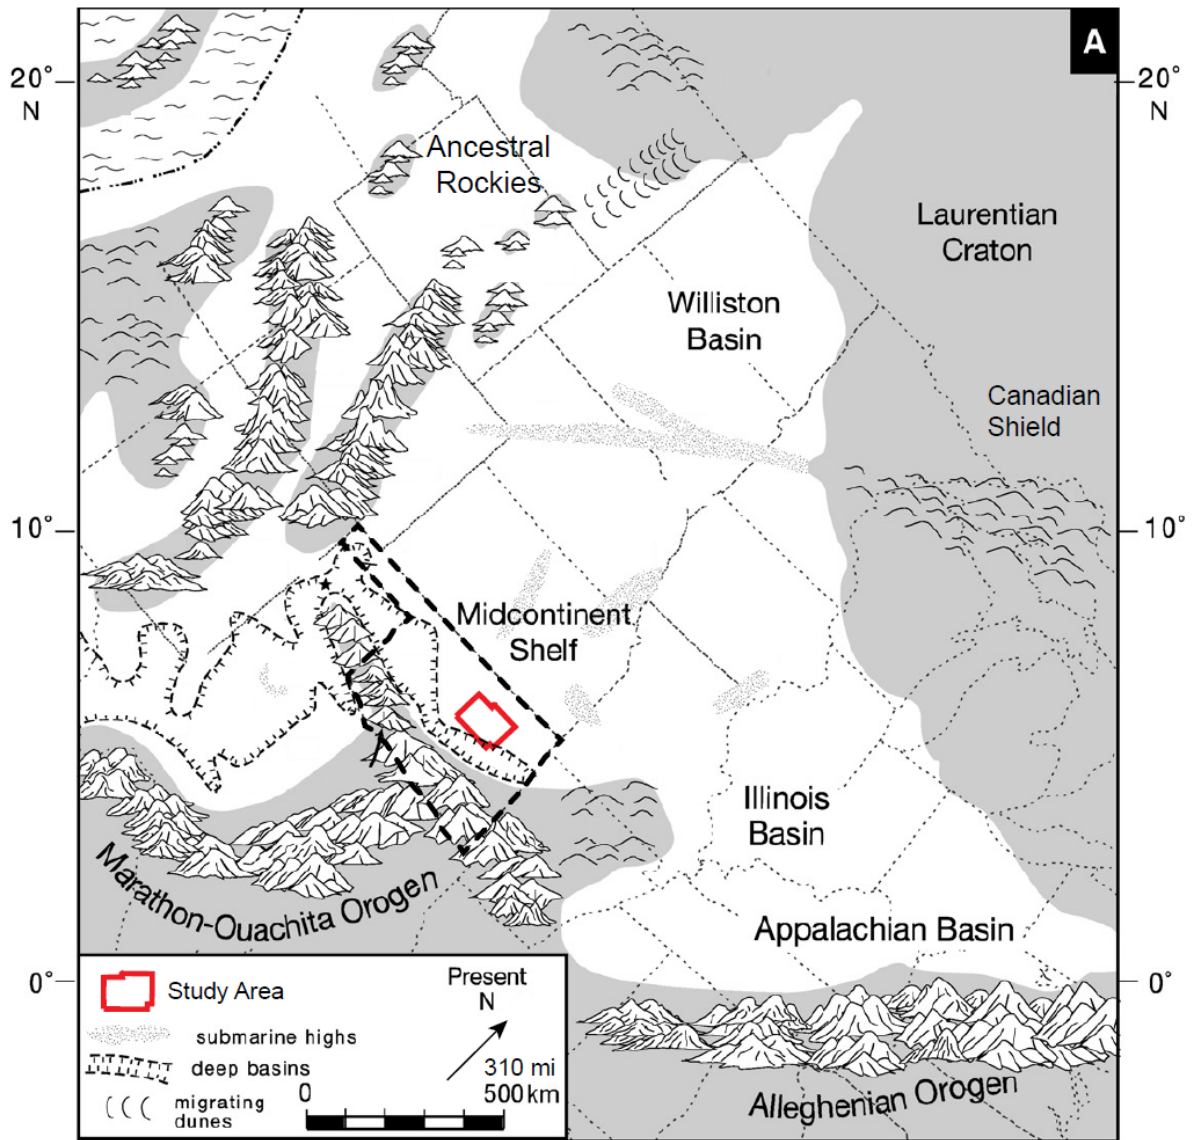 A
20°
N
20°
N
Ancestral
Rockies
Laurentian
Craton
Williston
Basin
Canadian
Shield
10°
10°
Midcontinent
Shelf
Illinois
Basin
Marathon-Ouachita Orogen
Appalachian Basin
0°
0°
Study Area
Present
N
submarine highs
deep basins
310 mi
0
500 km
migrating
dunes
Alleghenian Orogen